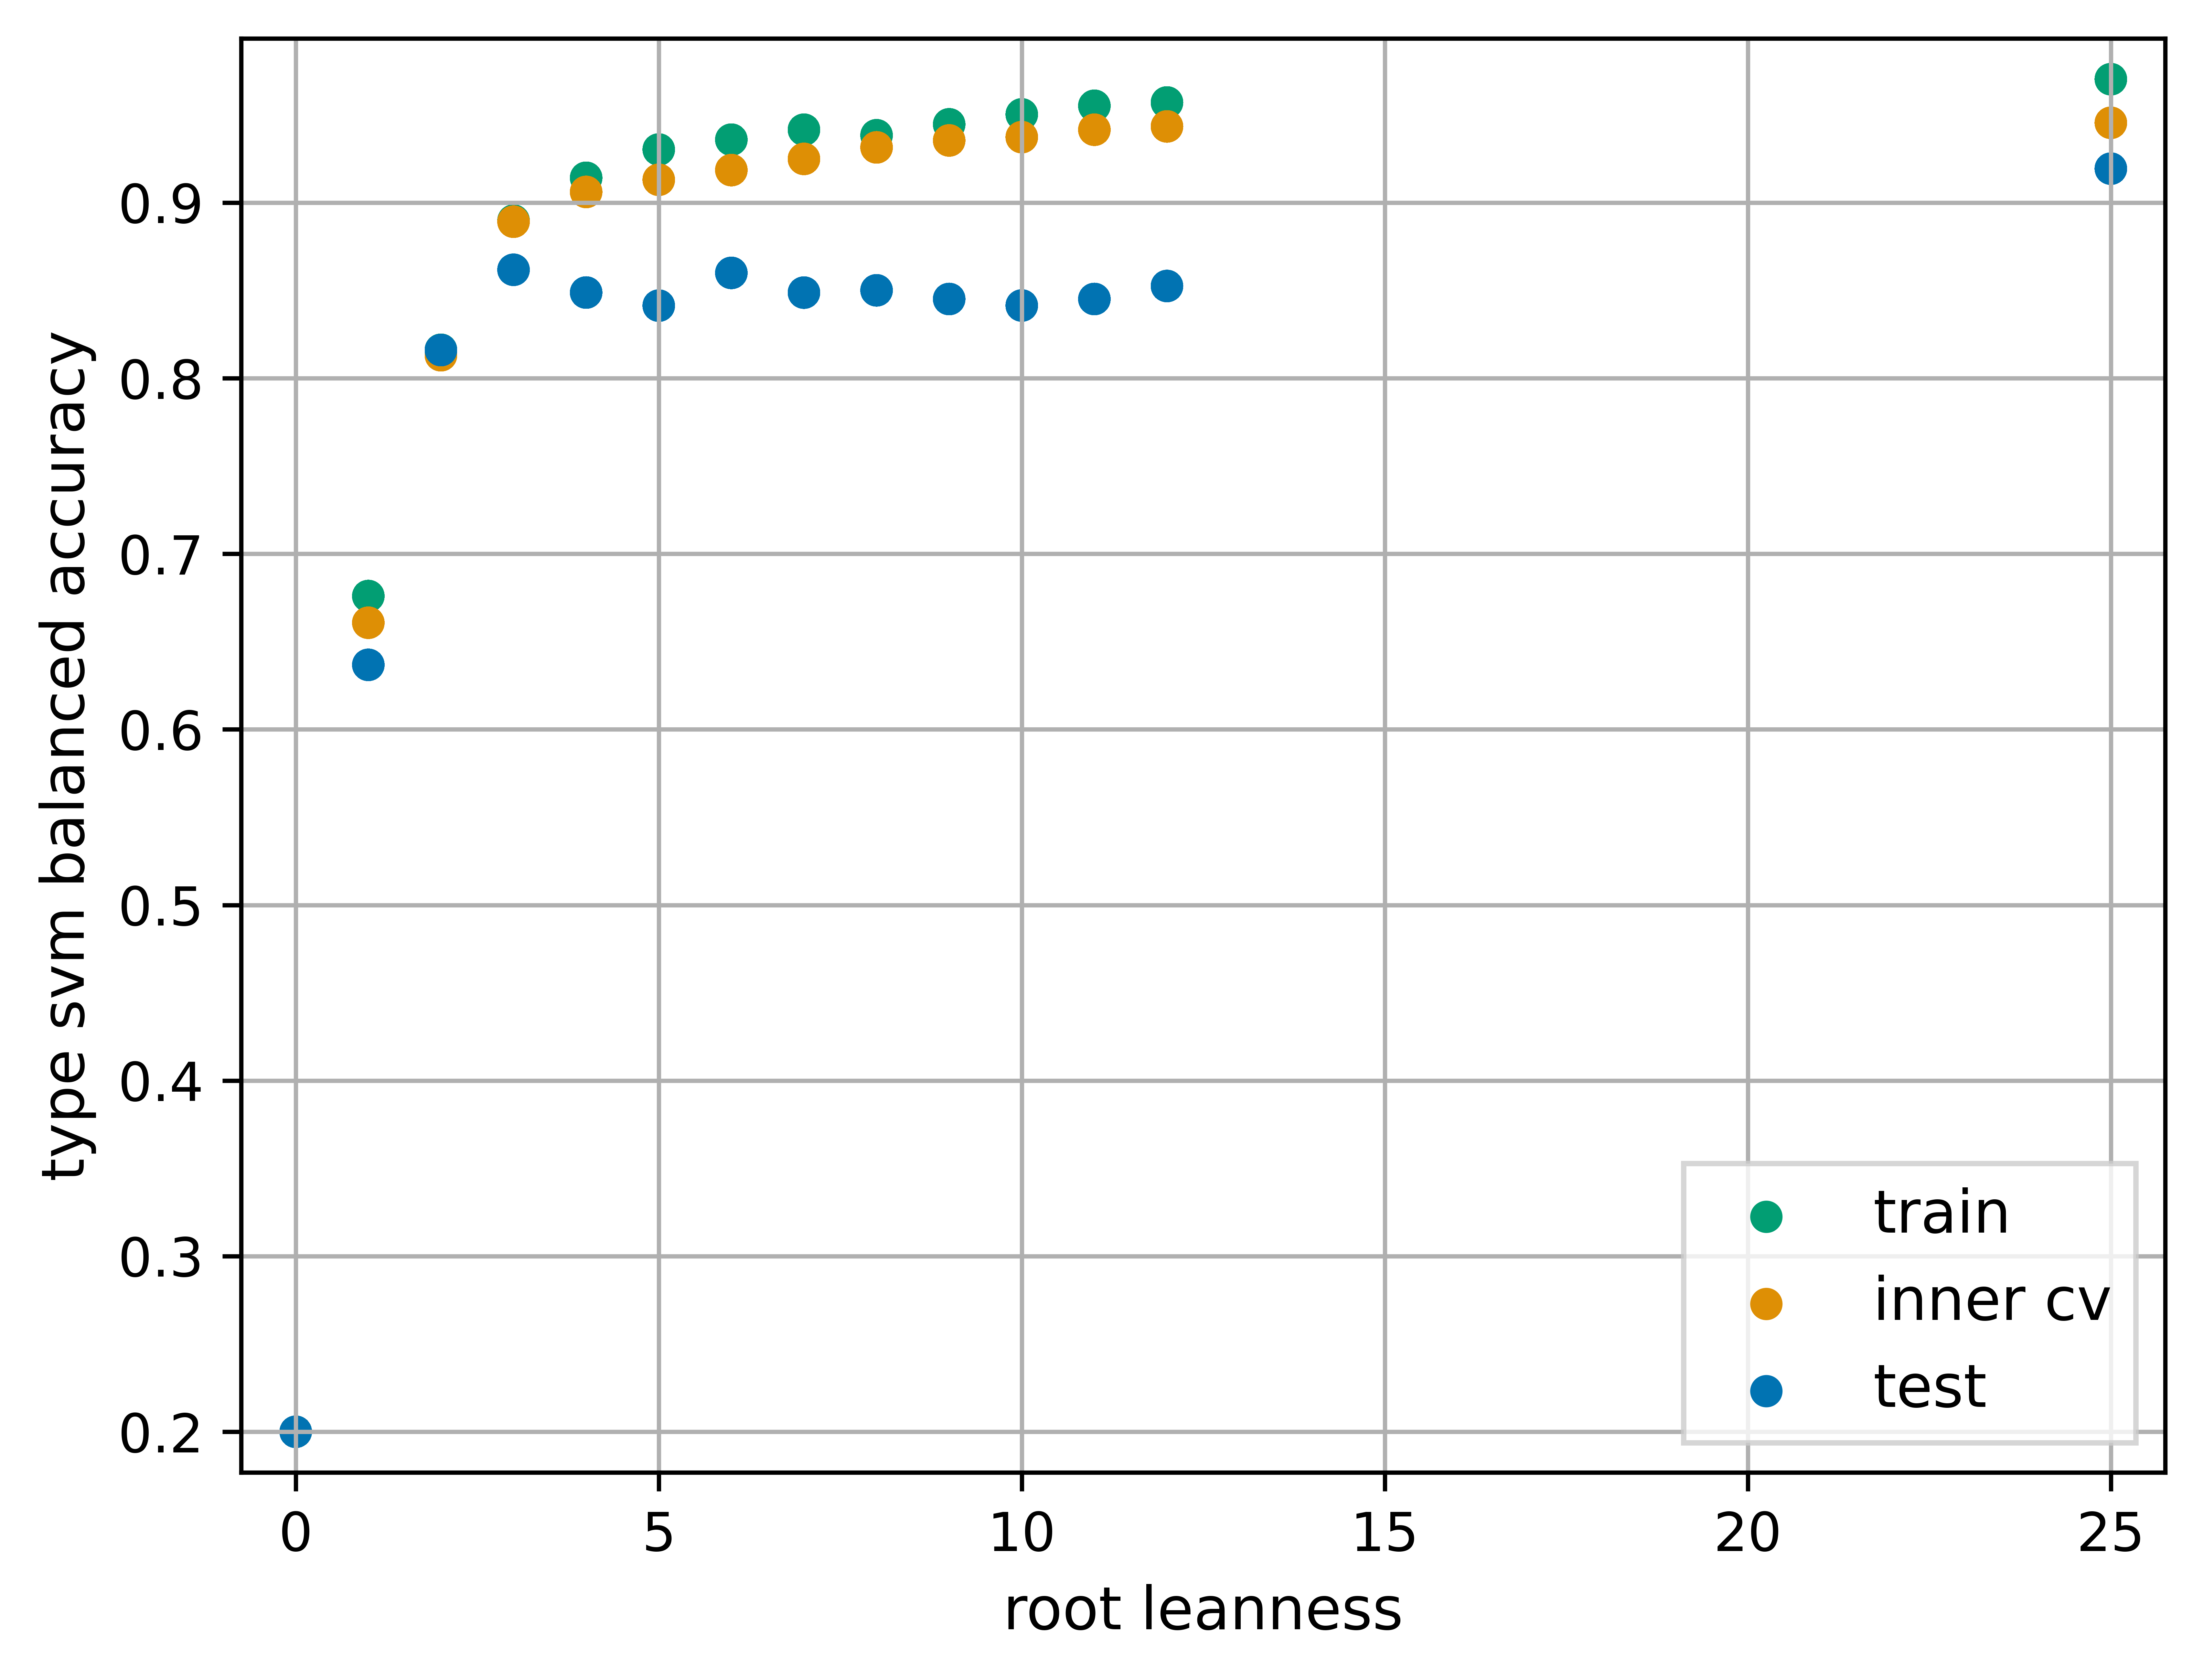 type svm balanced accuracy
0.9
0.8
0.7
0.6
0.5
0.4
0.3
0.2
0 5 10 15 20 25
root leanness
train
inner cv
test